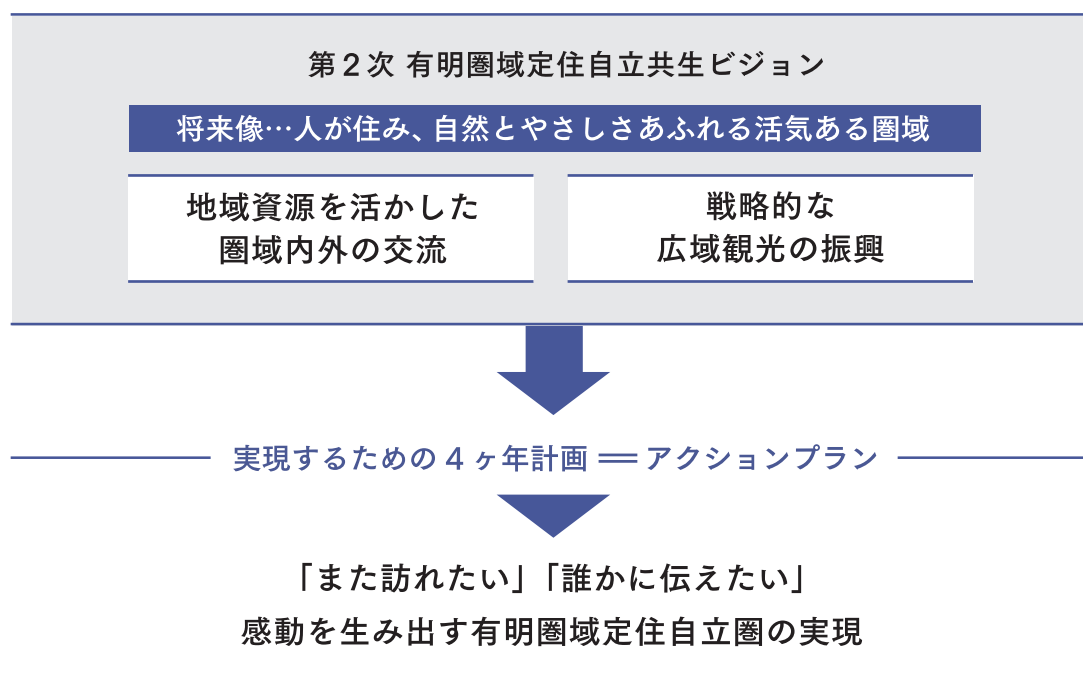 第2次 有明圏域定住自立共生ビジョン
将来像…人が住み、自然とやさしさあふれる活気ある圏域
地域資源を活かした
圏域内外の交流
戦略的な
広域観光の振興
実現するための4ヶ年計画＝アクションプラン
「また訪れたい」「誰かに伝えたい」
感動を生み出す有明圏域定住自立圏の実現